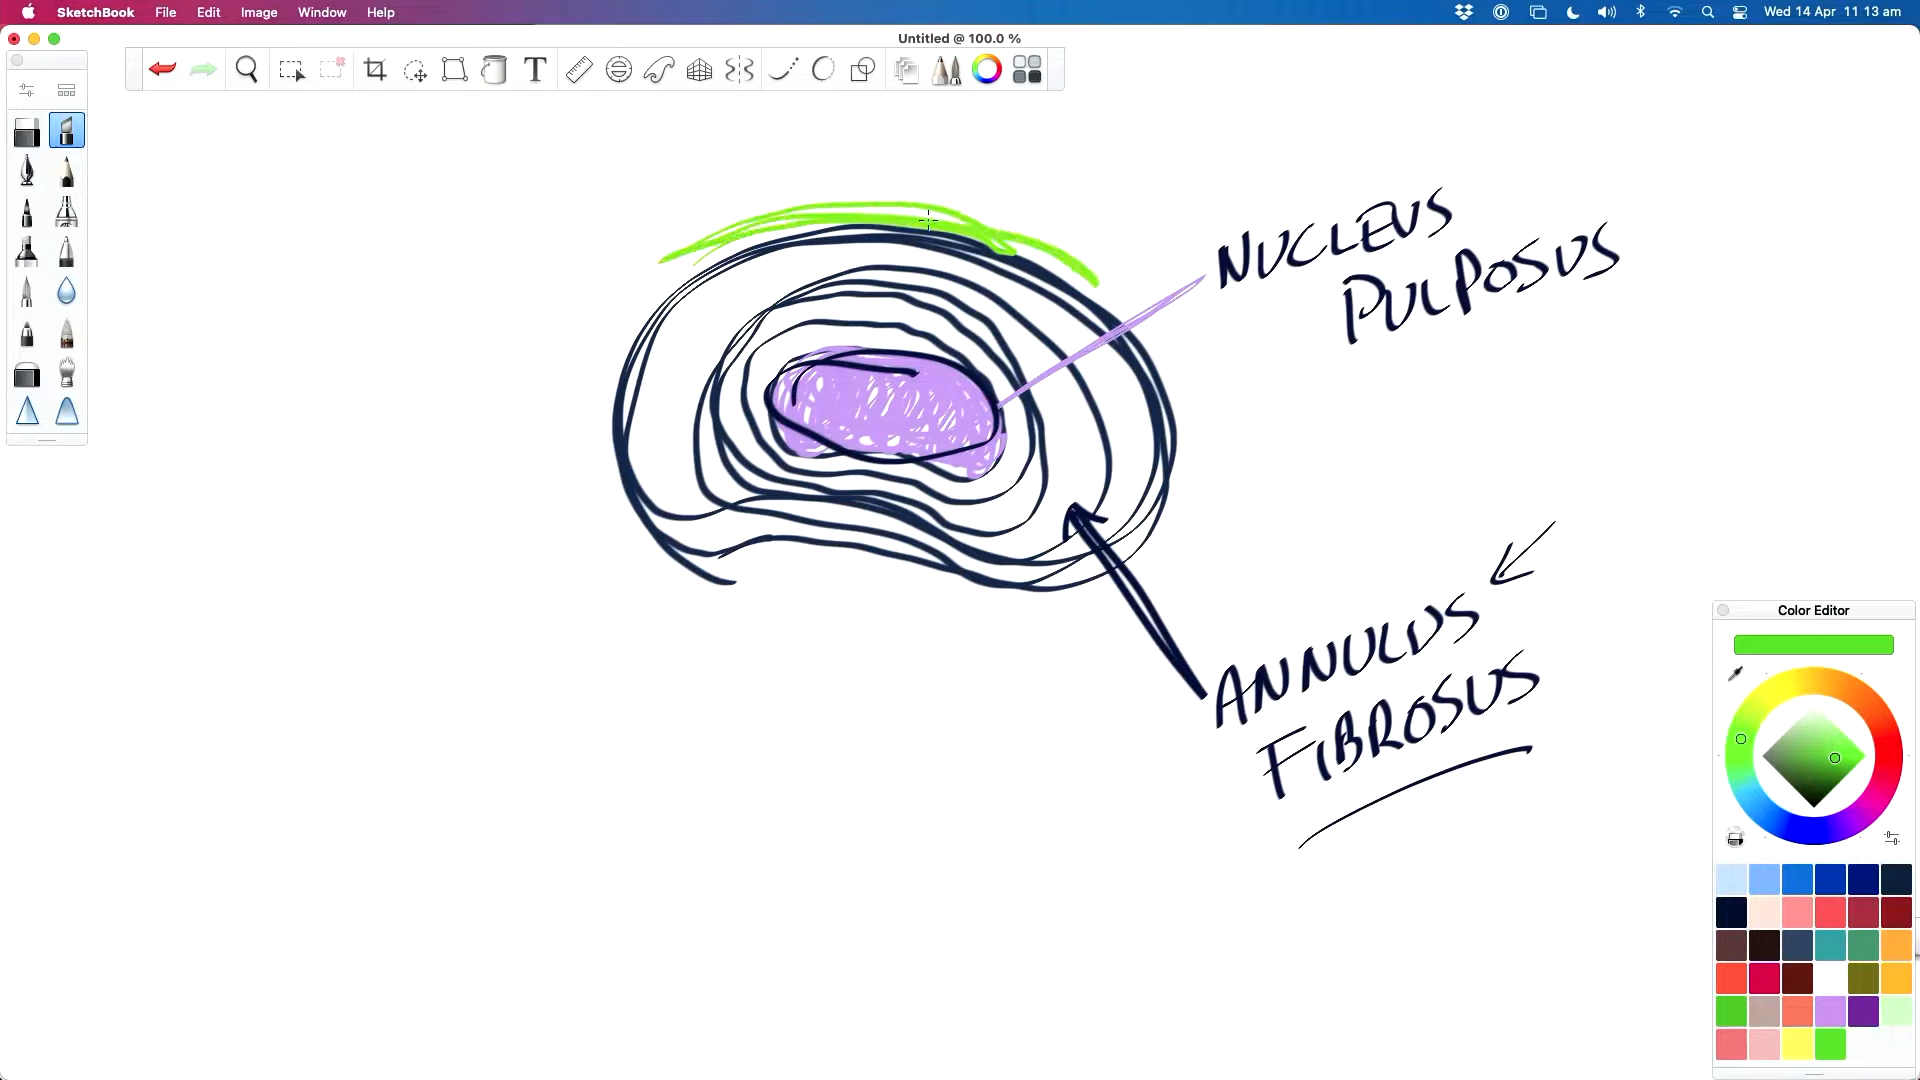 SketchBook File Edit Image Window Help Wed 14 Apr 11 13 am
Untitled @ 100.0 %
T
NUCLEUS
PULPOSUS
ANNULUS
FIBROSUS
Color Editor